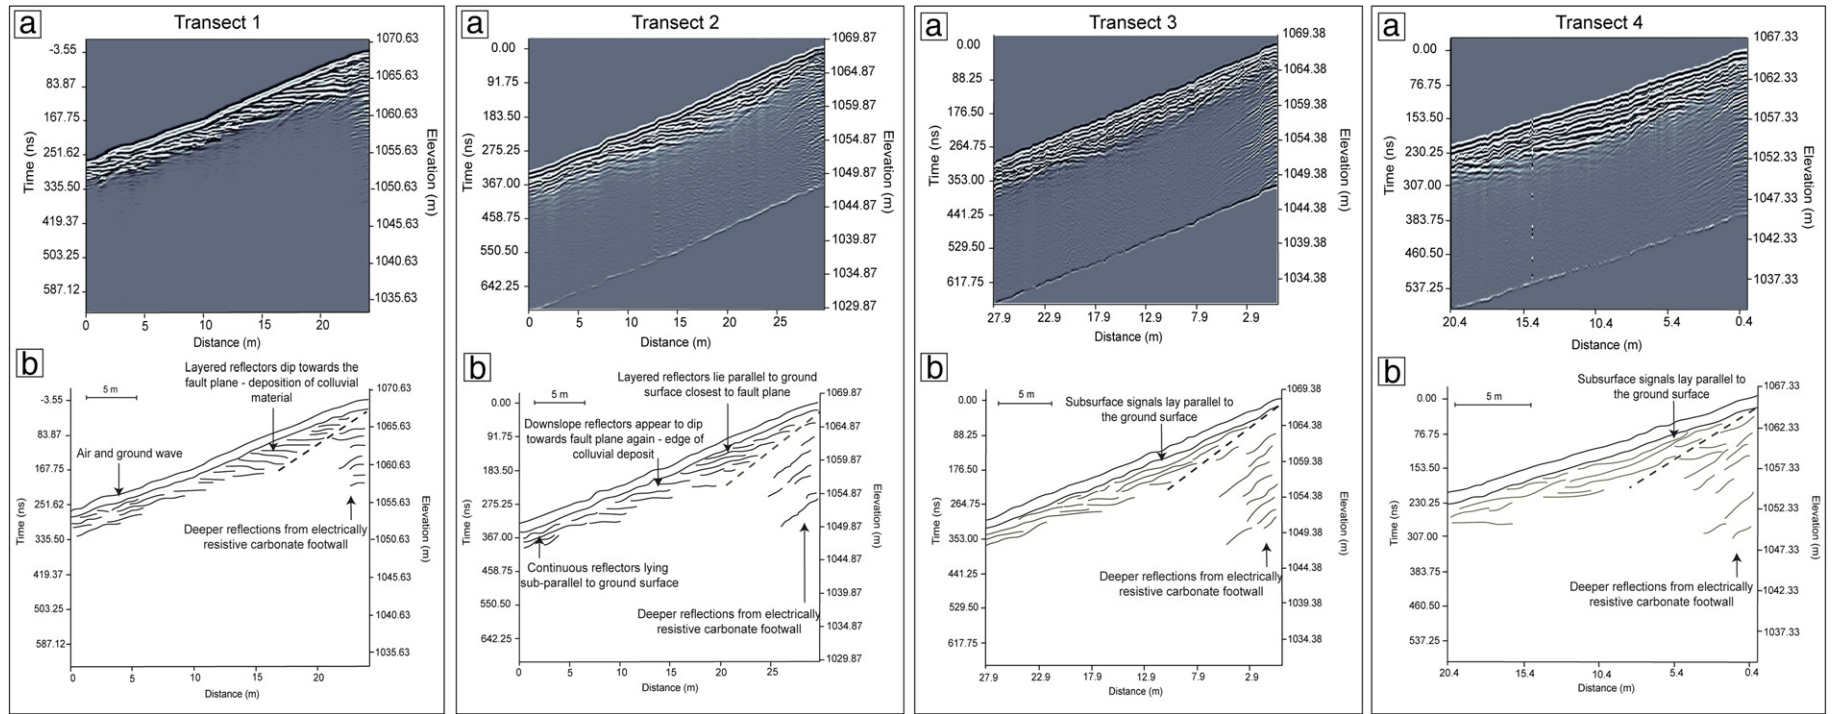 a
Transect 1
-3.55
83.87
167.75
251.62
335.50
419.37
503.25
587.12
Time (ns)
1070.63
1065.63
1060.63
1055.63
1050.63
1045.63
1040.63
1035.63
Elevation (m)
0 5 10 15 20
Distance (m)
b
Layered reflectors dip towards the
fault plane - deposition of colluvial
material
5 m
Air and ground wave
Deeper reflections from electrically
resistive carbonate footwall
-3.55
83.87
167.75
251.62
335.50
419.37
503.25
587.12
Time (ns)
1070.63
1065.63
1060.63
1055.63
1050.63
1045.63
1040.63
1035.63
Elevation (m)
0 5 10 15 20
Distance (m)
a
Transect 2
0.00
91.75
183.50
275.25
367.00
458.75
550.50
642.25
Time (ns)
1069.87
1064.87
1059.87
1054.87
1049.87
1044.87
1039.87
1034.87
1029.87
Elevation (m)
0 5 10 15 20 25
Distance (m)
b
5 m
Layered reflectors lie parallel to ground
surface closest to fault plane
Downslope reflectors appear to dip
towards fault plane again - edge of
colluvial deposit
Continuous reflectors lying
sub-parallel to ground surface
Deeper reflections from electrically
resistive carbonate footwall
0.00
91.75
183.50
275.25
367.00
458.75
550.50
642.25
Time (ns)
1069.87
1064.87
1059.87
1054.87
1049.87
1044.87
1039.87
1034.87
1029.87
Elevation (m)
0 5 10 15 20 25
Distance (m)
a
Transect 3
0.00
88.25
176.50
264.75
353.00
441.25
529.50
617.75
Time (ns)
1069.38
1064.38
1059.38
1054.38
1049.38
1044.38
1039.38
1034.38
Elevation (m)
27.9 22.9 17.9 12.9 7.9 2.9
Distance (m)
b
5 m
Subsurface signals lay parallel to
the ground surface
Deeper reflections from electrically
resistive carbonate footwall
0.00
88.25
176.50
264.75
353.00
441.25
529.50
617.75
Time (ns)
1069.38
1064.38
1059.38
1054.38
1049.38
1044.38
1039.38
1034.38
Elevation (m)
27.9 22.9 17.9 12.9 7.9 2.9
Distance (m)
a
Transect 4
0.00
76.75
153.50
230.25
307.00
383.75
460.50
537.25
Time (ns)
1067.33
1062.33
1057.33
1052.33
1047.33
1042.33
1037.33
Elevation (m)
20.4 15.4 10.4 5.4 0.4
Distance (m)
b
Subsurface signals lay parallel to
the ground surface
5 m
Deeper reflections from electrically
resistive carbonate footwall
0.00
76.75
153.50
230.25
307.00
383.75
460.50
537.25
Time (ns)
1067.33
1062.33
1057.33
1052.33
1047.33
1042.33
1037.33
Elevation (m)
20.4 15.4 10.4 5.4 0.4
Distance (m)